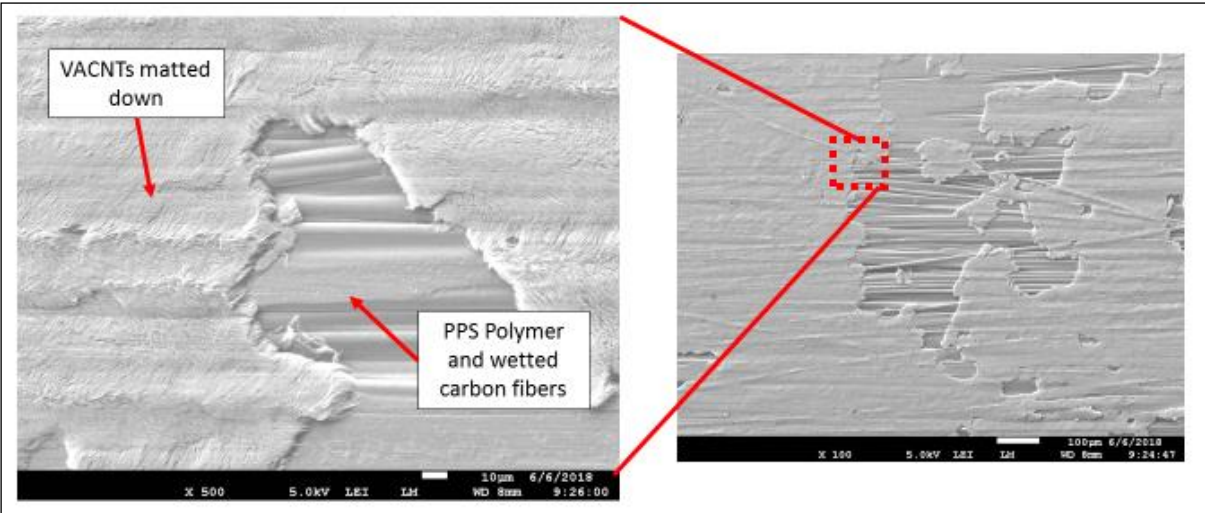 VACNTs matted
down
PPS Polymer
and wetted
carbon fibers
10µm 6/6/2018
X 500 5.0kV LEI LM WD 8mm 9:26:00
100µm 6/6/2018
X 100 5.0kV LEI LM WD 8mm 9:24:47